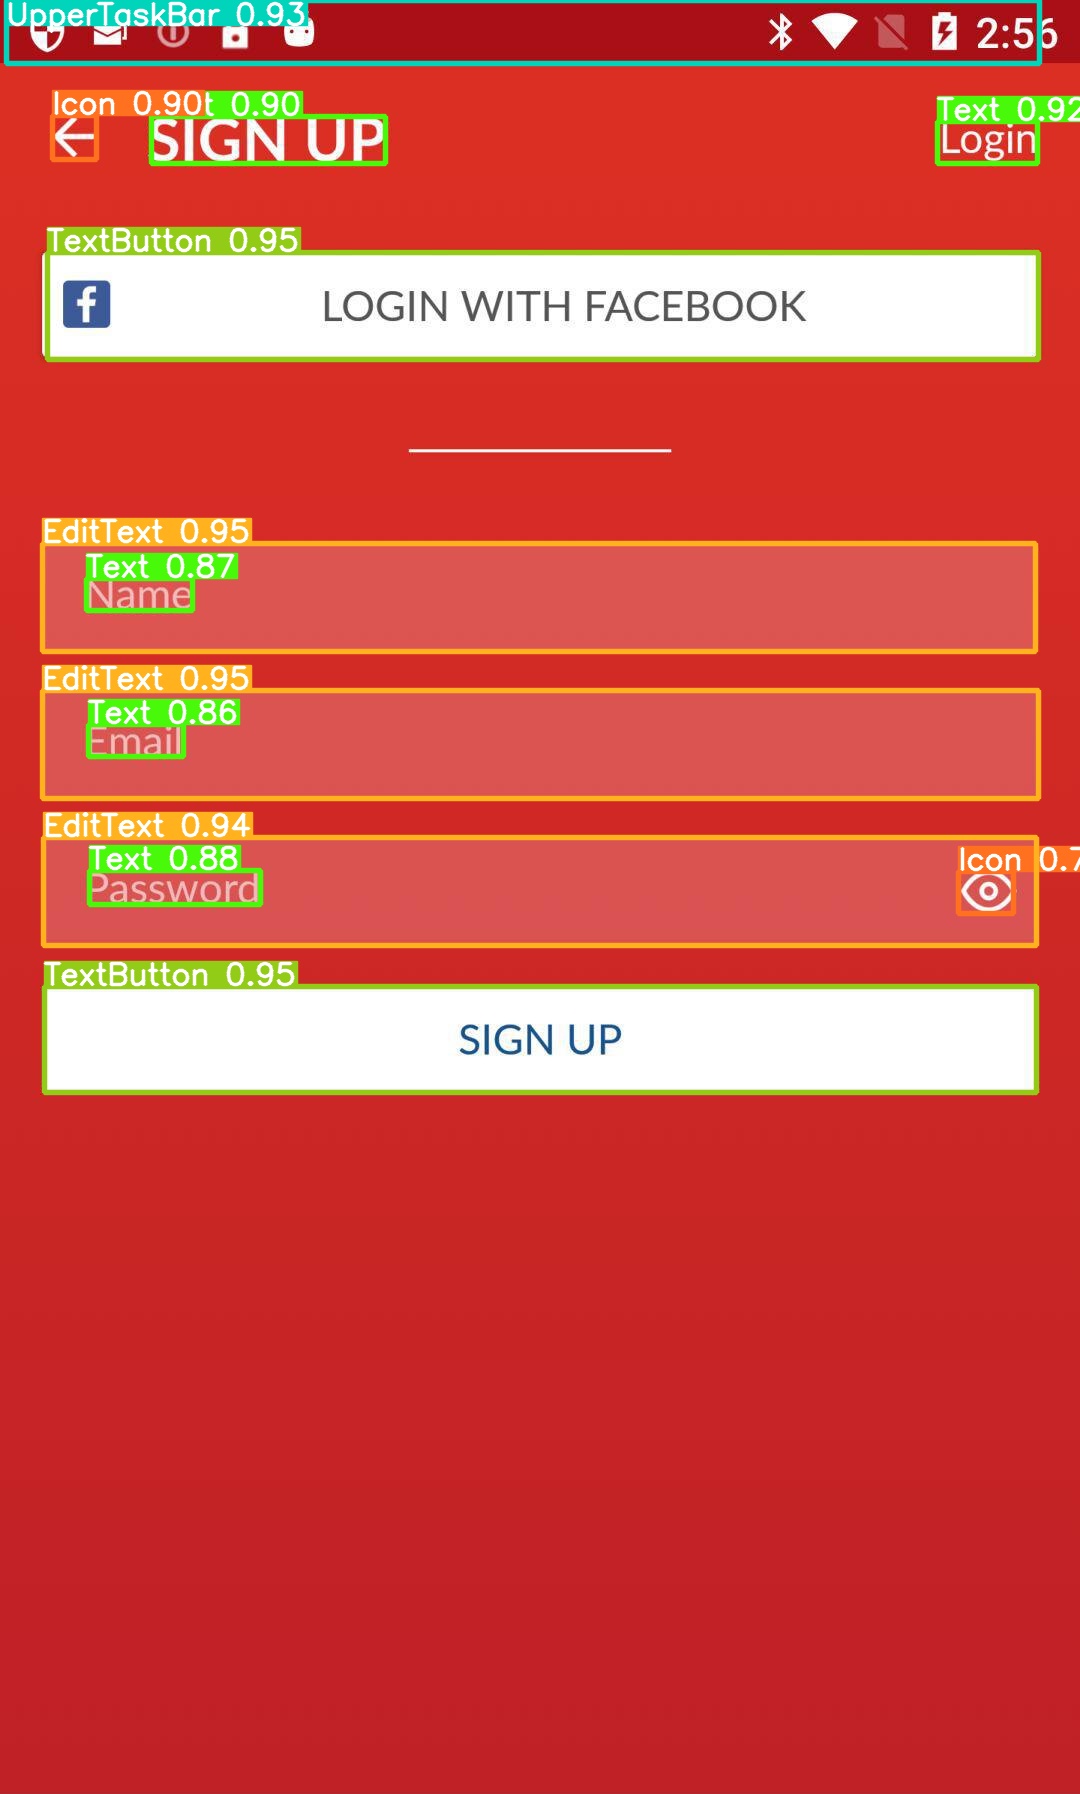 UpperTaskBar 0.93
2:56
Icon 0.90t 0.90
Text 0.92
SIGN UP
Login
TextButton 0.95
f LOGIN WITH FACEBOOK
EditText 0.95
Text 0.87
Name
EditText 0.95
Text 0.86
Email
EditText 0.94
Text 0.88
Icon 0.7
Password
TextButton 0.95
SIGN UP